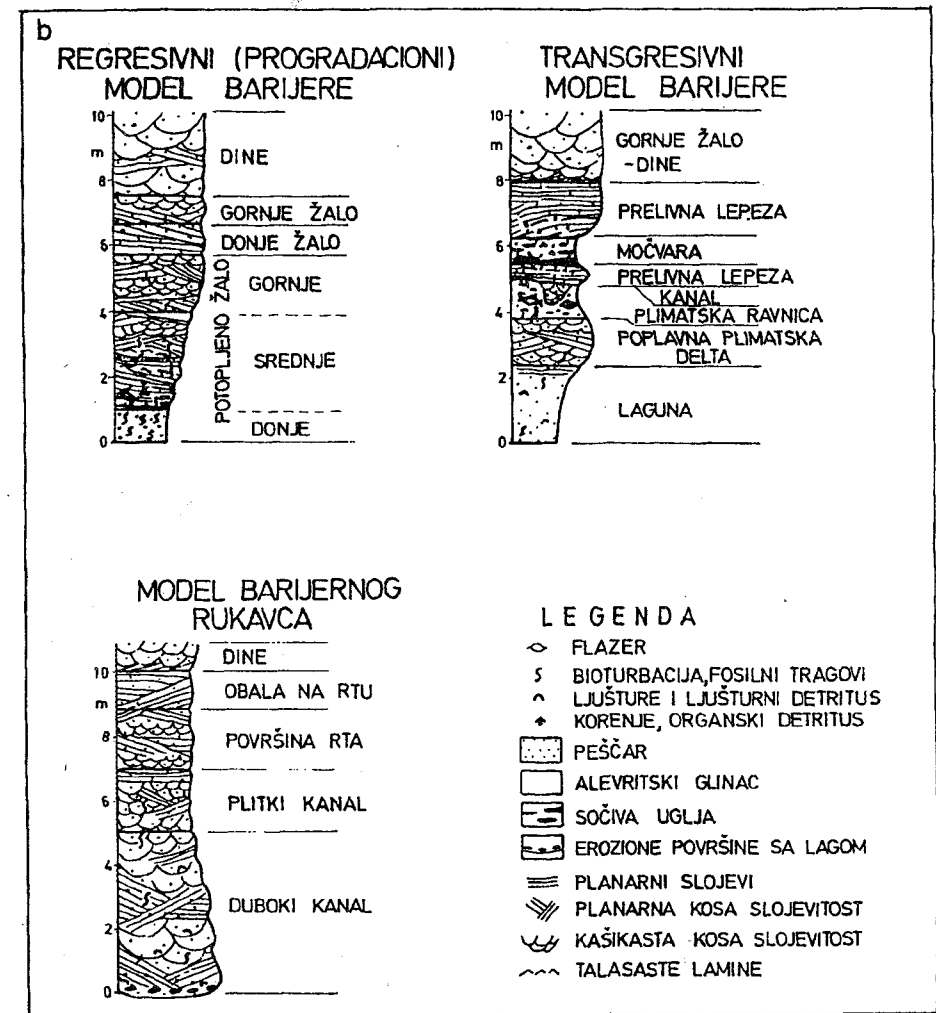 b
REGRESIVNI (PROGRADACIONI)
MODEL BARIJERE
10
m
8
6
4
2
0
DINE
GORNJE ŽALO
DONJE ŽALO
POTOPLJENO ŽALO
GORNJE
SREDNJE
DONJE
TRANSGRESIVNI
MODEL BARIJERE
10
m
8
6
4
2
0
GORNJE ŽALO
-DINE
PRELIVNA LEPEZA
MOČVARA
PRELIVNA LEPEZA
KANAL
PLIMATSKA RAVNICA
POPLAVNA PLIMATSKA
DELTA
LAGUNA
MODEL BARIJERNOG
RUKAVCA
10
m
8
6
4
2
0
DINE
OBALA NA RTU
POVRŠINA RTA
PLITKI KANAL
DUBOKI KANAL
LEGENDA
FLAZER
BIOTURBACIJA,FOSILNI TRAGOVI
LJUŠTURE I LJUŠTURNI DETRITUS
KORENJE, ORGANSKI DETRITUS
PEŠČAR
ALEVRITSKI GLINAC
SOČIVA UGLJA
EROZIONE POVRŠINE SA LAGOM
PLANARNI SLOJEVI
PLANARNA KOSA SLOJEVITOST
KAŠIKASTA KOSA SLOJEVITOST
TALASASTE LAMINE